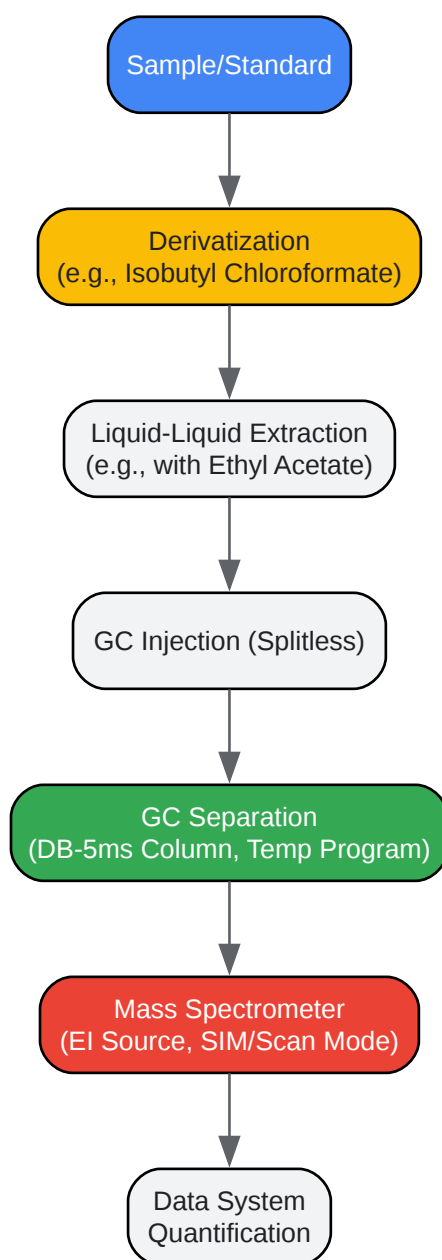 Sample/Standard
Derivatization
(e.g., Isobutyl Chloroformate)
Liquid-Liquid Extraction
(e.g., with Ethyl Acetate)
GC Injection (Splitless)
GC Separation
(DB-5ms Column, Temp Program)
Mass Spectrometer
(EI Source, SIM/Scan Mode)
Data System
Quantification